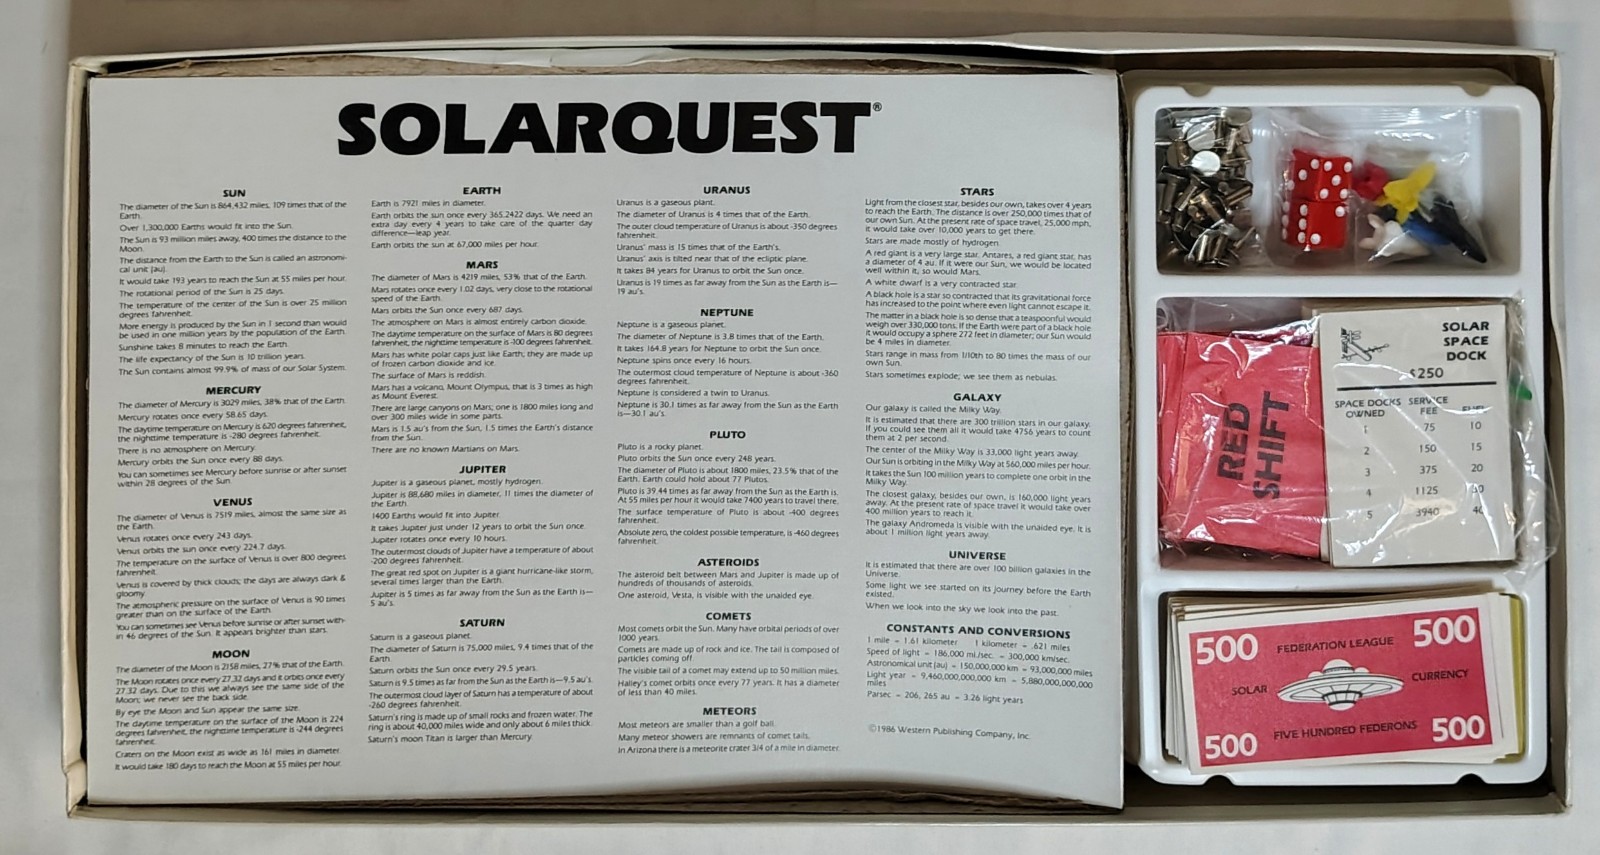 SOLARQUEST®
SUN
The diameter of the Sun is 864,432 miles, 109 times that of the
Earth.
Over 1,300,000 Earths would fit into the Sun.
The Sun is 93 million miles away, 400 times the distance to the
Moon.
The distance from the Earth to the Sun is called an astronomi-
cal unit (au).
It would take 193 years to reach the Sun at 55 miles per hour.
The rotational period of the Sun is 25 days.
The temperature of the center of the Sun is over 25 million
degrees fahrenheit.
More energy is produced by the Sun in 1 second than would
be used in one million years by the population of the Earth.
Sunshine takes 8 minutes to reach the Earth.
The life expectancy of the Sun is 10 trillion years.
The Sun contains almost 99.9% of mass of our Solar System.
MERCURY
The diameter of Mercury is 3029 miles, 38% that of the Earth.
Mercury rotates once every 58.65 days.
The daytime temperature on Mercury is 620 degrees fahrenheit,
the nighttime temperature is -280 degrees fahrenheit.
There is no atmosphere on Mercury.
Mercury orbits the Sun once every 88 days.
You can sometimes see Mercury before sunrise or after sunset
within 28 degrees of the Sun.
VENUS
The diameter of Venus is 7519 miles, almost the same size as
the Earth.
Venus rotates once every 243 days.
Venus orbits the sun once every 224.7 days.
The temperature on the surface of Venus is over 800 degrees
fahrenheit.
Venus is covered by thick clouds; the days are always dark &
gloomy.
The atmospheric pressure on the surface of Venus is 90 times
greater than on the surface of the Earth.
You can sometimes see Venus before sunrise or after sunset with-
in 46 degrees of the Sun. It appears brighter than stars.
MOON
The diameter of the Moon is 2158 miles, 27% that of the Earth.
The Moon rotates once every 27.32 days and it orbits once every
27.32 days. Due to this we always see the same side of the
Moon; we never see the back side.
By eye the Moon and Sun appear the same size.
The daytime temperature on the surface of the Moon is 224
degrees fahrenheit, the nighttime temperature is -244 degrees
fahrenheit.
Craters on the Moon exist as wide as 161 miles in diameter.
It would take 180 days to reach the Moon at 55 miles per hour.
EARTH
Earth is 7921 miles in diameter.
Earth orbits the sun once every 365.2422 days. We need an
extra day every 4 years to take care of the quarter day
difference—leap year.
Earth orbits the sun at 67,000 miles per hour.
MARS
The diameter of Mars is 4219 miles, 53% that of the Earth.
Mars rotates once every 1.02 days, very close to the rotational
speed of the Earth.
Mars orbits the Sun once every 687 days.
The atmosphere on Mars is almost entirely carbon dioxide.
The daytime temperature on the surface of Mars is 80 degrees
fahrenheit, the nighttime temperature is -100 degrees fahrenheit.
Mars has white polar caps just like Earth; they are made up
of frozen carbon dioxide and ice.
The surface of Mars is reddish.
Mars has a volcano, Mount Olympus, that is 3 times as high
as Mount Everest.
There are large canyons on Mars; one is 1800 miles long and
over 300 miles wide in some parts.
Mars is 1.5 au's from the Sun, 1.5 times the Earth's distance
from the Sun.
There are no known Martians on Mars.
JUPITER
Jupiter is a gaseous planet, mostly hydrogen.
Jupiter is 88,680 miles in diameter, 11 times the diameter of
the Earth.
1400 Earths would fit into Jupiter.
It takes Jupiter just under 12 years to orbit the Sun once.
Jupiter rotates once every 10 hours.
The outermost clouds of Jupiter have a temperature of about
-200 degrees fahrenheit.
The great red spot on Jupiter is a giant hurricane-like storm,
several times larger than the Earth.
Jupiter is 5 times as far away from the Sun as the Earth is—
5 au's.
SATURN
Saturn is a gaseous planet.
The diameter of Saturn is 75,000 miles, 9.4 times that of the
Earth.
Saturn orbits the Sun once every 29.5 years.
Saturn is 9.5 times as far from the Sun as the Earth is—9.5 au's.
The outermost cloud layer of Saturn has a temperature of about
-260 degrees fahrenheit.
Saturn's ring is made up of small rocks and frozen water. The
ring is about 40,000 miles wide and only about 6 miles thick.
Saturn's moon Titan is larger than Mercury.
URANUS
Uranus is a gaseous plant.
The diameter of Uranus is 4 times that of the Earth.
The outer cloud temperature of Uranus is about -350 degrees
fahrenheit.
Uranus' mass is 15 times that of the Earth's.
Uranus' axis is tilted near that of the ecliptic plane.
It takes 84 years for Uranus to orbit the Sun once.
Uranus is 19 times as far away from the Sun as the Earth is—
19 au's.
NEPTUNE
Neptune is a gaseous planet.
The diameter of Neptune is 3.8 times that of the Earth.
It takes 164.8 years for Neptune to orbit the Sun once.
Neptune spins once every 16 hours.
The outermost cloud temperature of Neptune is about -360
degrees fahrenheit.
Neptune is considered a twin to Uranus.
Neptune is 30.1 times as far away from the Sun as the Earth
is—30.1 au's.
PLUTO
Pluto is a rocky planet.
Pluto orbits the Sun once every 248 years.
The diameter of Pluto is about 1800 miles, 23.5% that of the
Earth. Earth could hold about 77 Plutos.
Pluto is 39.44 times as far away from the Sun as the Earth is.
At 55 miles per hour it would take 7400 years to travel there.
The surface temperature of Pluto is about -400 degrees
fahrenheit.
Absolute zero, the coldest possible temperature, is -460 degrees
fahrenheit.
ASTEROIDS
The asteroid belt between Mars and Jupiter is made up of
hundreds of thousands of asteroids.
One asteroid, Vesta, is visible with the unaided eye.
COMETS
Most comets orbit the Sun. Many have orbital periods of over
1000 years.
Comets are made up of rock and ice. The tail is composed of
particles coming off.
The visible tail of a comet may extend up to 50 million miles.
Halley's comet orbits once every 77 years. It has a diameter
of less than 40 miles.
METEORS
Most meteors are smaller than a golf ball.
Many meteor showers are remnants of comet tails.
In Arizona there is a meteorite crater 3/4 of a mile in diameter.
STARS
Light from the closest star, besides our own, takes over 4 years
to reach the Earth. The distance is over 250,000 times that of
our own Sun. At the present rate of space travel, 25,000 mph,
it would take over 10,000 years to get there.
Stars are made mostly of hydrogen.
A red giant is a very large star. Antares, a red giant star, has
a diameter of 4 au. If it were our Sun, we would be located
well within it, so would Mars.
A white dwarf is a very contracted star.
A black hole is a star so contracted that its gravitational force
has increased to the point where even light cannot escape it.
The matter in a black hole is so dense that a teaspoonful would
weigh over 330,000 tons. If the Earth were part of a black hole
it would occupy a sphere 272 feet in diameter; our Sun would
be 4 miles in diameter.
Stars range in mass from 1/10th to 80 times the mass of our
own Sun.
Stars sometimes explode; we see them as nebulas.
GALAXY
Our galaxy is called the Milky Way.
It is estimated that there are 300 trillion stars in our galaxy.
If you could see them all it would take 4756 years to count
them at 2 per second.
The center of the Milky Way is 33,000 light years away.
Our Sun is orbiting in the Milky Way at 560,000 miles per hour.
It takes the Sun 100 million years to complete one orbit in the
Milky Way.
The closest galaxy, besides our own, is 160,000 light years
away. At the present rate of space travel it would take over
400 million years to reach it.
The galaxy Andromeda is visible with the unaided eye. It is
about 1 million light years away.
UNIVERSE
It is estimated that there are over 100 billion galaxies in the
Universe.
Some light we see started on its journey before the Earth
existed.
When we look into the sky we look into the past.
CONSTANTS AND CONVERSIONS
1 mile = 1.61 kilometer 1 kilometer = .621 miles
Speed of light = 186,000 mi./sec. = 300,000 km/sec.
Astronomical unit (au) = 150,000,000 km = 93,000,000 miles
Light year = 9,460,000,000,000 km = 5,880,000,000,000
miles
Parsec = 206, 265 au = 3.26 light years
©1986 Western Publishing Company, Inc.
RED
SHIFT
SOLAR
SPACE
DOCK
$250
SPACE DOCKS OWNED SERVICE FEE FUEL
1 75 10
2 150 15
3 375 20
4 1125 30
5 3940 40
500 FEDERATION LEAGUE 500
SOLAR CURRENCY
500 FIVE HUNDRED FEDERONS 500